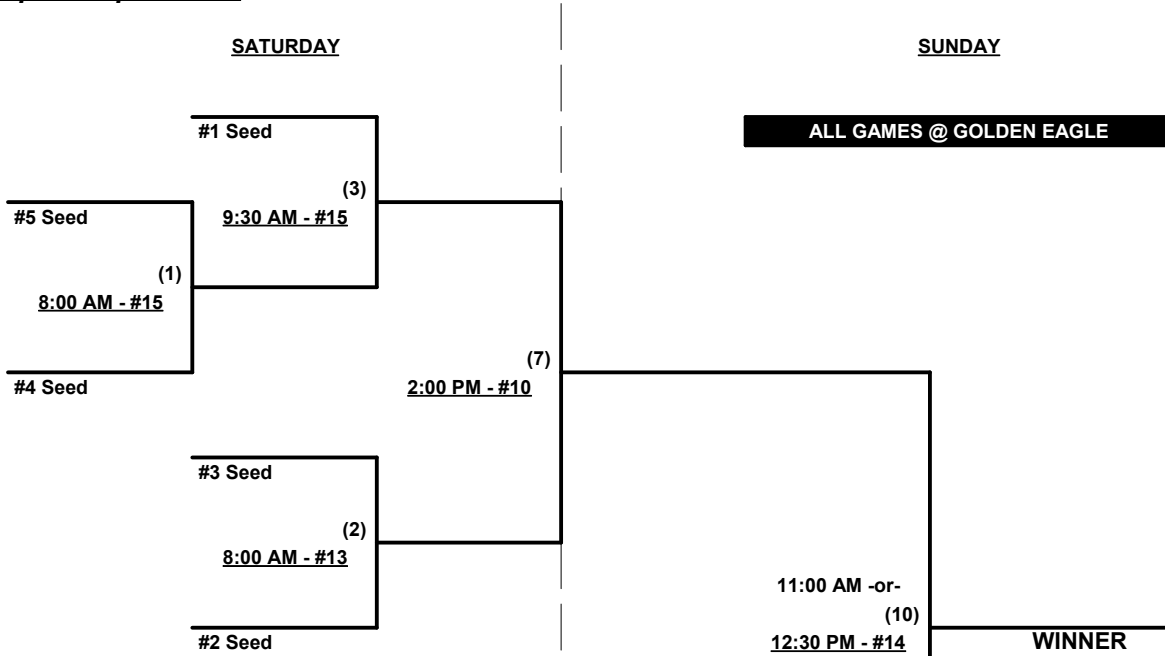 SATURDAY
SUNDAY
#1 Seed
ALL GAMES @ GOLDEN EAGLE
(3)
9:30 AM - #15
#5 Seed
(1)
8:00 AM - #15
(7)
2:00 PM - #10
#4 Seed
#3 Seed
(2)
8:00 AM - #13
11:00 AM -or-
(10)
12:30 PM - #14
#2 Seed
WINNER